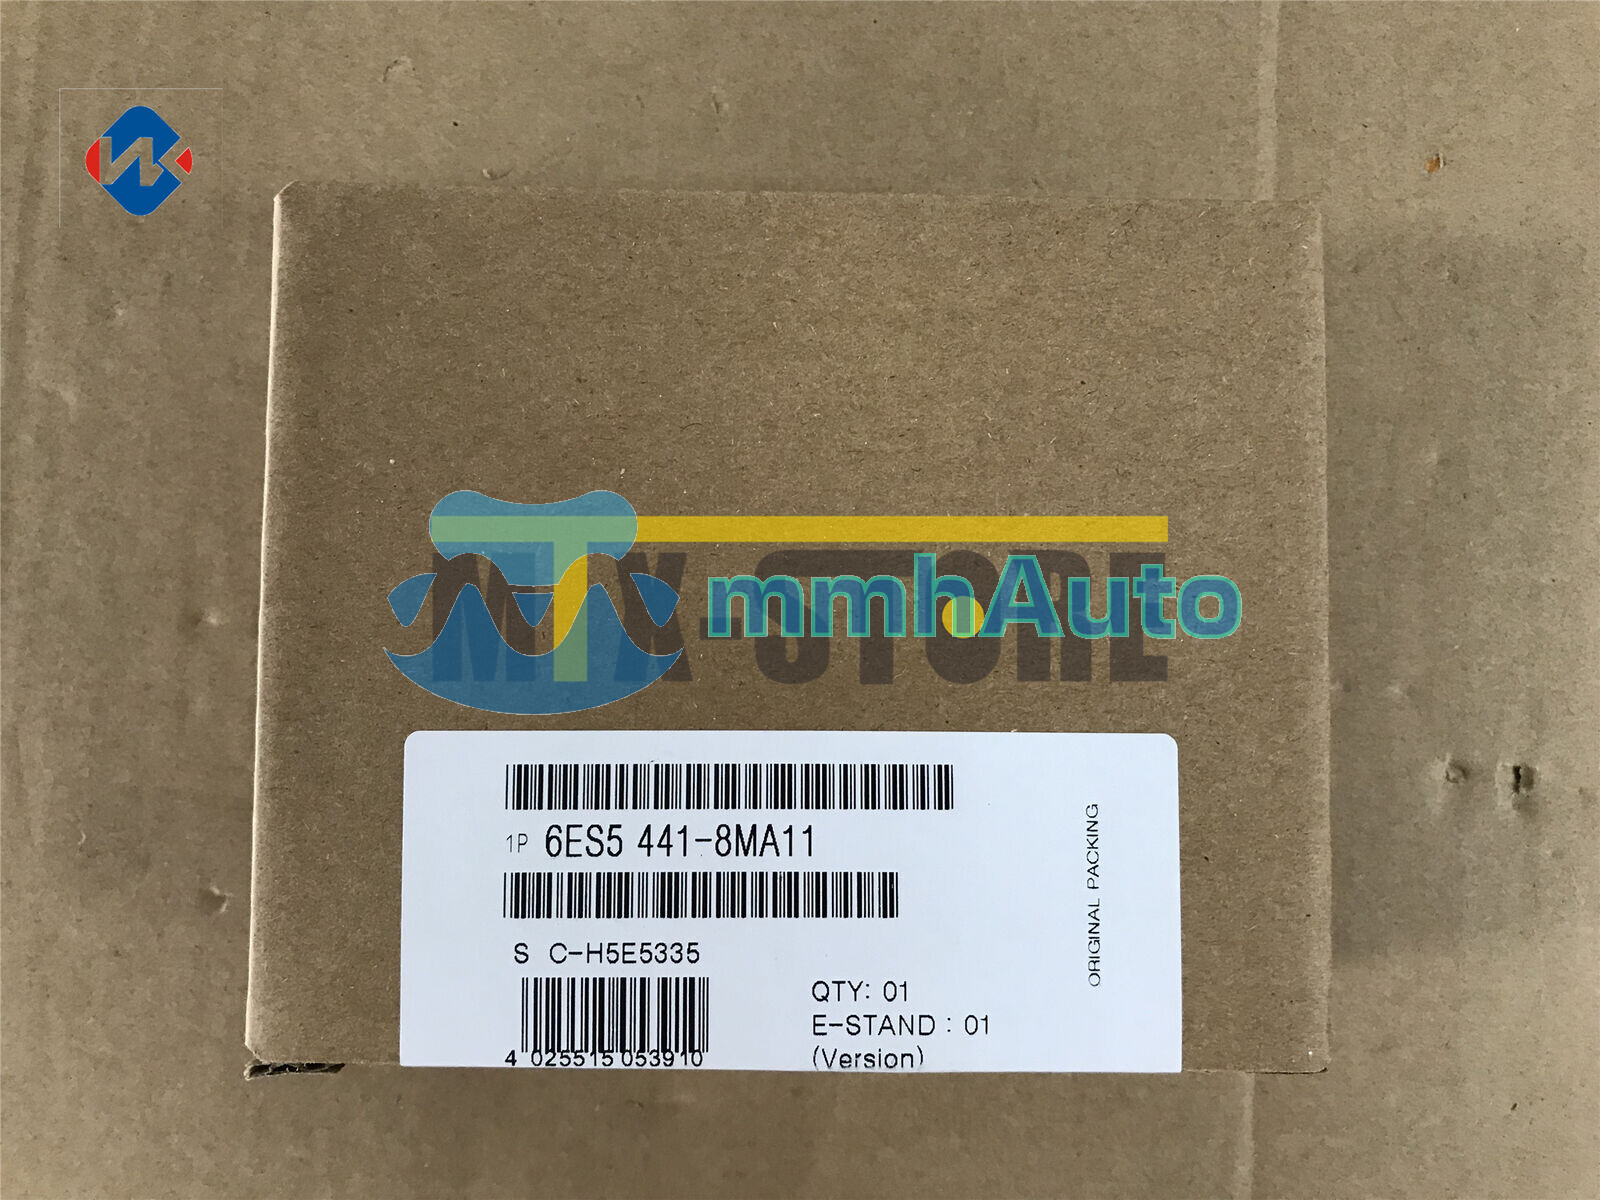 MTX-STORE
mmhAuto
1P 6ES5 441-8MA11
S C-H5E5335
QTY: 01
E-STAND : 01
(Version)
4 025515 053910
ORIGINAL PACKING